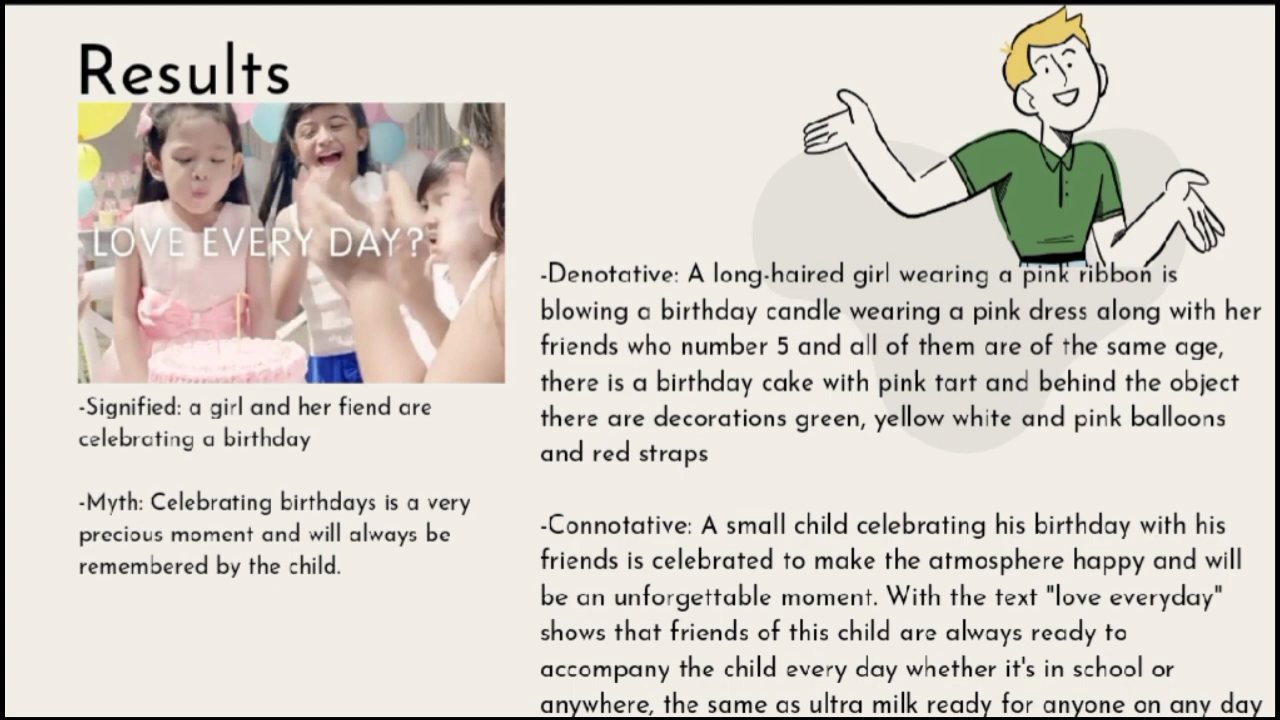 Results
LOVE EVERY DAY?
-Signified: a girl and her fiend are
celebrating a birthday
-Myth: Celebrating birthdays is a very
precious moment and will always be
remembered by the child.
-Denotative: A long-haired girl wearing a pink ribbon is
blowing a birthday candle wearing a pink dress along with her
friends who number 5 and all of them are of the same age,
there is a birthday cake with pink tart and behind the object
there are decorations green, yellow white and pink balloons
and red straps
-Connotative: A small child celebrating his birthday with his
friends is celebrated to make the atmosphere happy and will
be an unforgettable moment. With the text "love everyday"
shows that friends of this child are always ready to
accompany the child every day whether it's in school or
anywhere, the same as ultra milk ready for anyone on any day